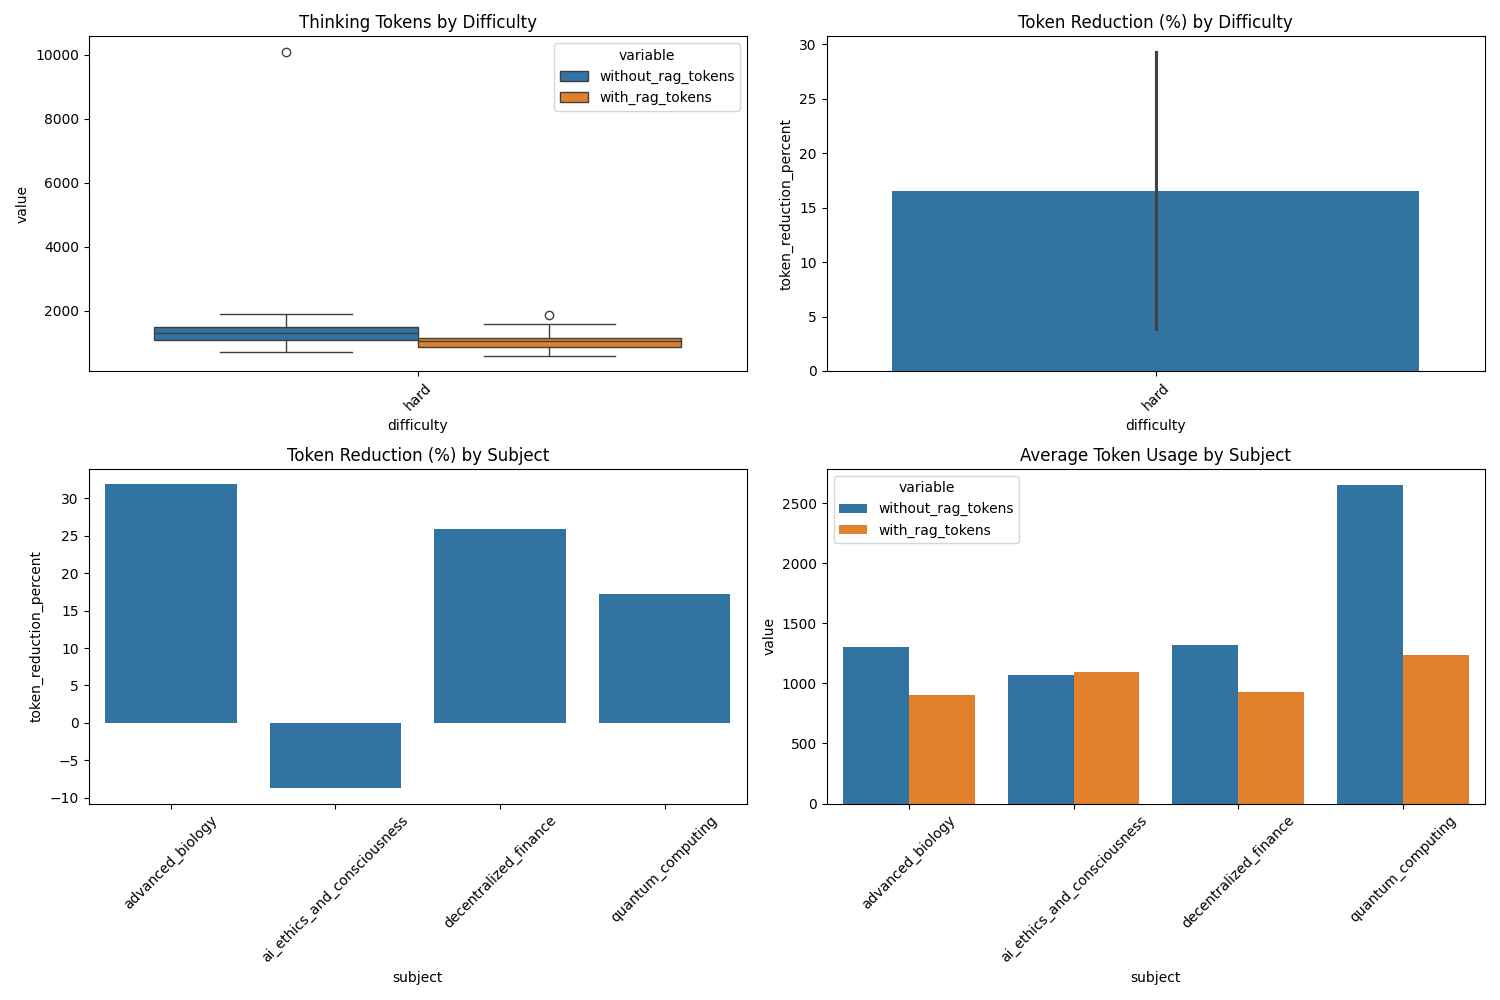 Thinking Tokens by Difficulty
10000
8000
6000
4000
2000
value
variable
without_rag_tokens
with_rag_tokens
hard
difficulty
Token Reduction (%) by Difficulty
30
25
20
15
10
5
0
token_reduction_percent
hard
difficulty
Token Reduction (%) by Subject
30
25
20
15
10
5
0
−5
−10
token_reduction_percent
advanced_biology
ai_ethics_and_consciousness
decentralized_finance
quantum_computing
subject
Average Token Usage by Subject
variable
without_rag_tokens
with_rag_tokens
2500
2000
1500
1000
500
0
value
advanced_biology
ai_ethics_and_consciousness
decentralized_finance
quantum_computing
subject